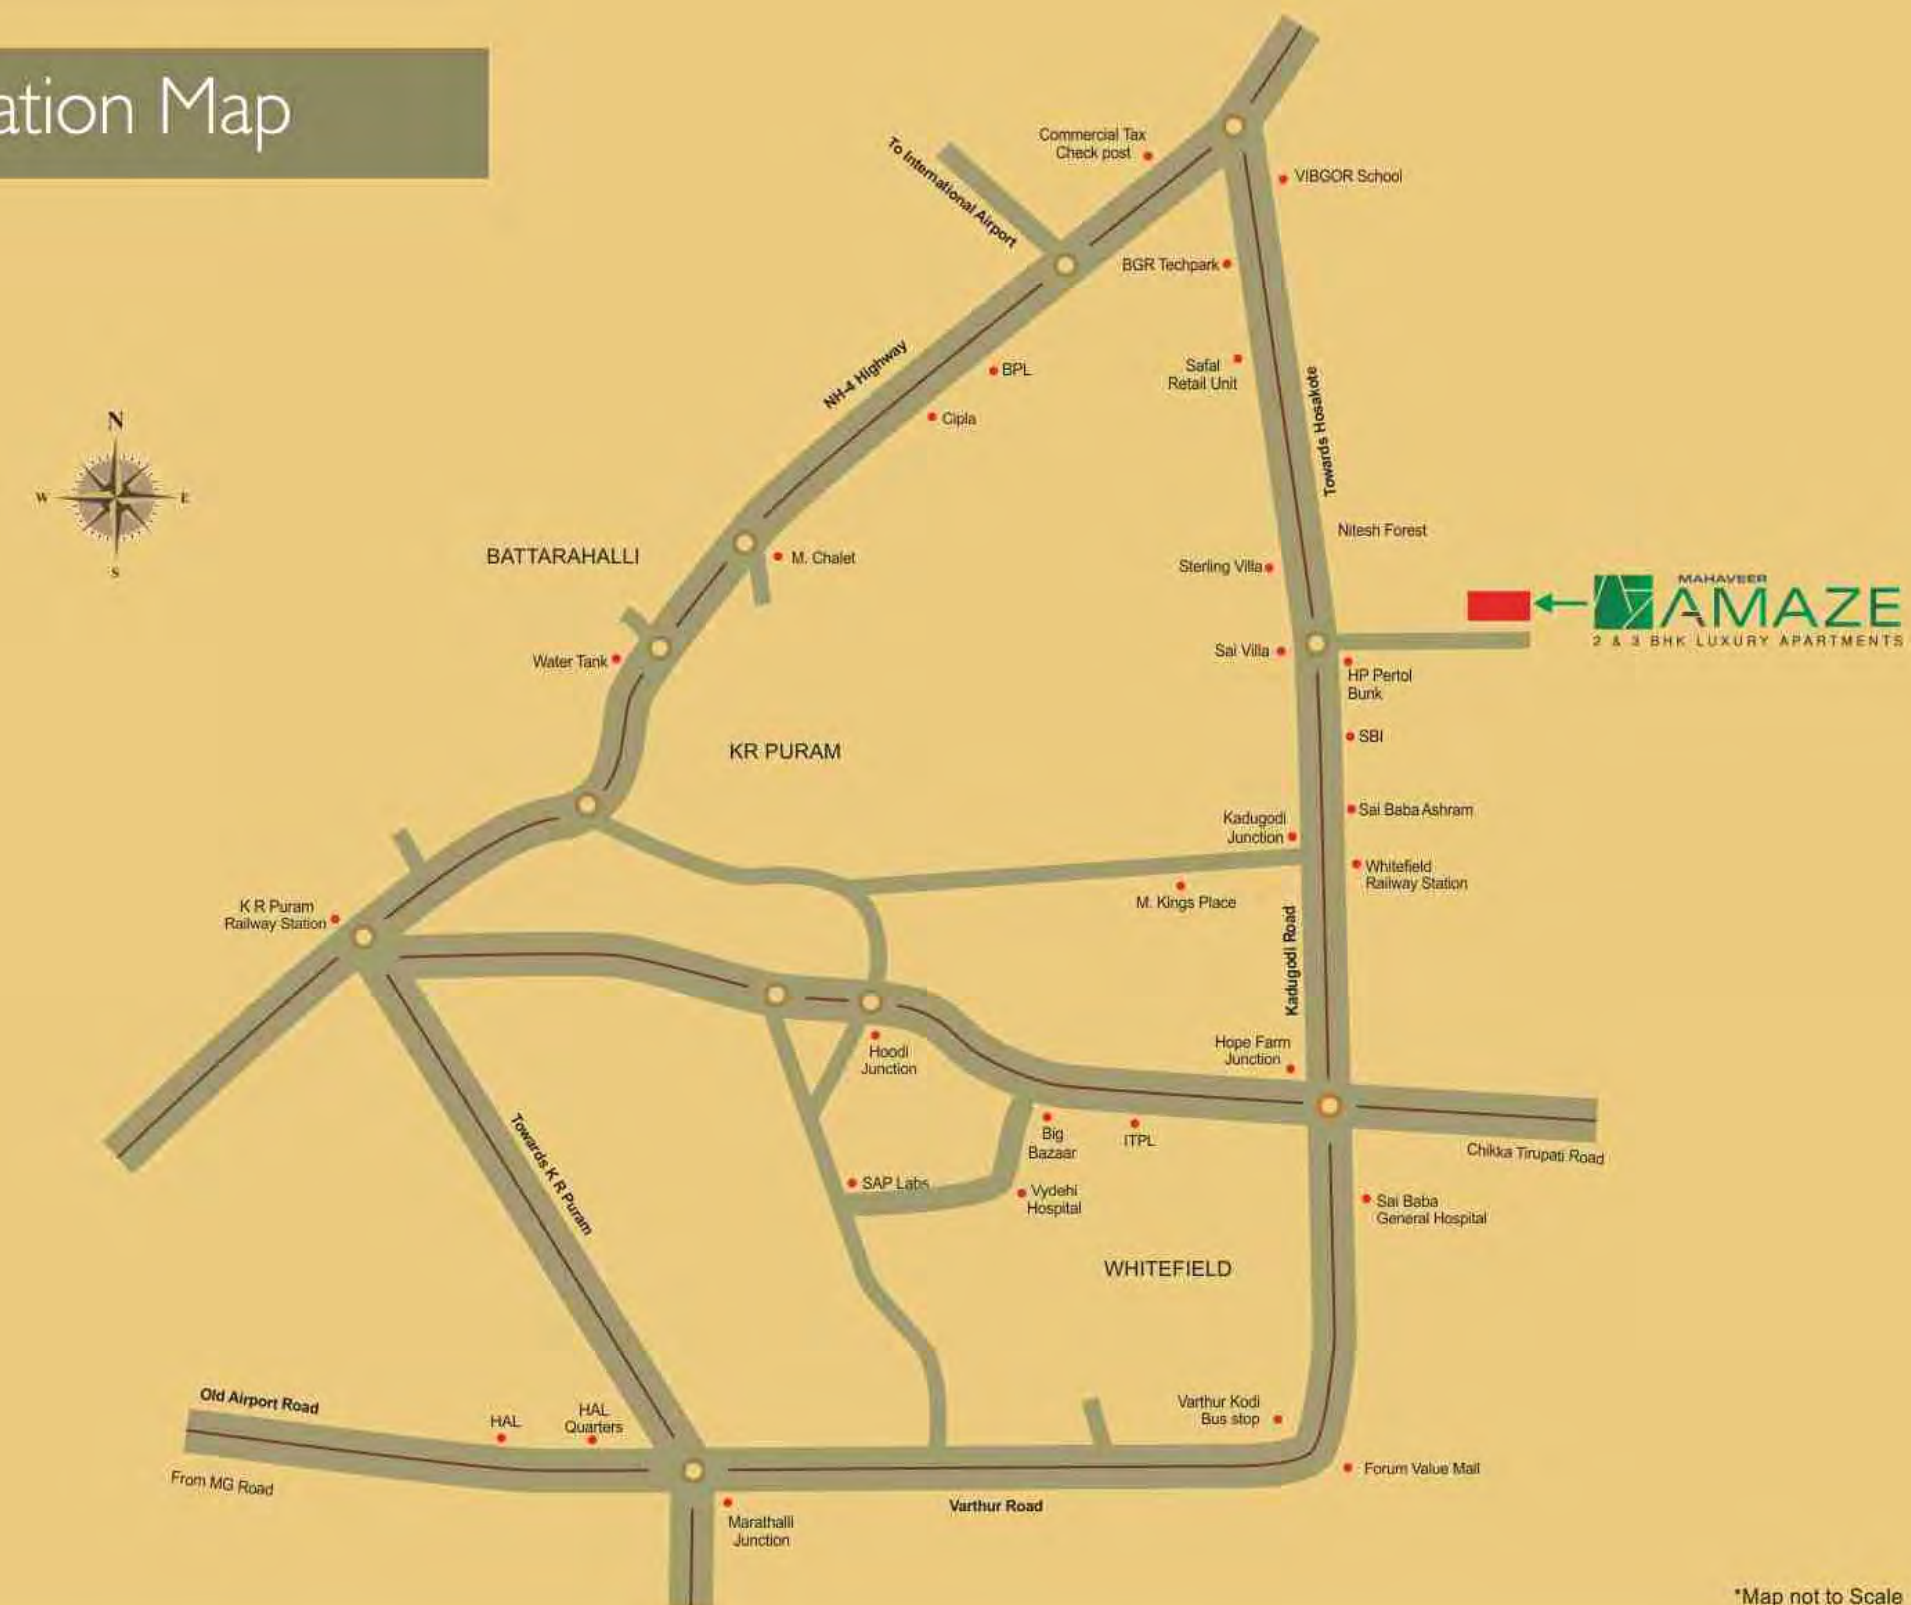 ation Map
Commercial Tax
Check post
To International Airport
VIBGOR School
BGR Techpark
NH-4 Highway
BPL
Safal
Retail Unit
Cipla
Towards Hosakote
N
W
E
S
Nitesh Forest
BATTARAHALLI
M. Chalet
Sterling Villa
MAHAVEER
AMAZE
2 & 3 BHK LUXURY APARTMENTS
Water Tank
Sai Villa
HP Pertol
Bunk
SBI
KR PURAM
Kadugodi
Junction
Sai Baba Ashram
Whitefield
Railway Station
M. Kings Place
K R Puram
Railway Station
Kadugodi Road
Hoodi
Junction
Hope Farm
Junction
Big
Bazaar
ITPL
Chikka Tirupati Road
Towards K R Puram
SAP Labs
Vydehi
Hospital
Sai Baba
General Hospital
WHITEFIELD
Old Airport Road
HAL
HAL
Quarters
Varthur Kodi
Bus stop
From MG Road
Forum Value Mall
Varthur Road
Marathalli
Junction
*Map not to Scale